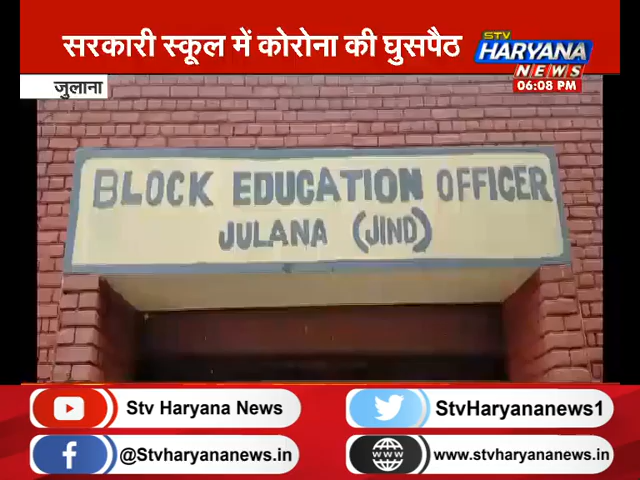 सरकारी स्कूल में कोरोना की घुसपैठ
STV
HARYANA
NEWS
06:08 PM
जुलाना
BLOCK EDUCATION OFFICER
JULANA (JIND)
Stv Haryana News
StvHaryananews1
@Stvharyananews.in
www.stvharyananews.in